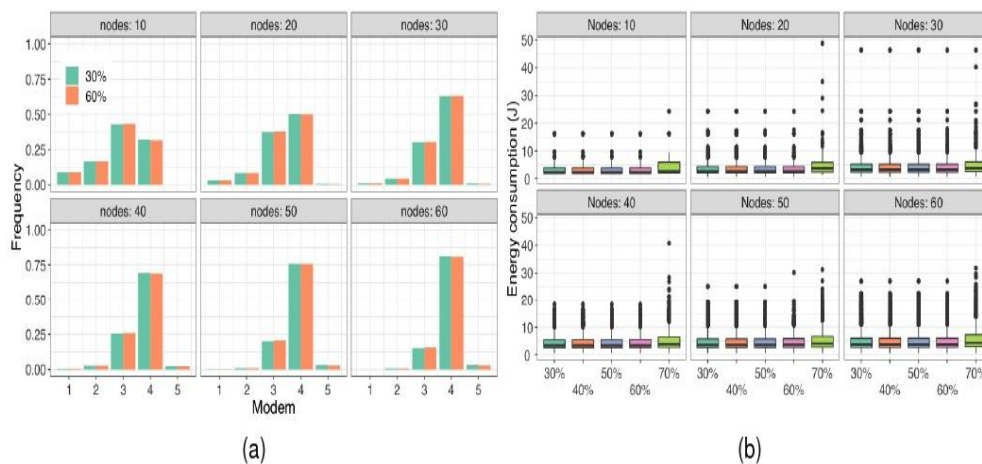 nodes: 10
nodes: 20
nodes: 30
1.00
0.75
0.50
0.25
0.00
30%
60%
nodes: 40
nodes: 50
nodes: 60
1.00
0.75
0.50
0.25
0.00
1 2 3 4 5
1 2 3 4 5
1 2 3 4 5
Frequency
Modem
(a)
Nodes: 10
Nodes: 20
Nodes: 30
50
40
30
20
10
0
Nodes: 40
Nodes: 50
Nodes: 60
50
40
30
20
10
0
30% 50% 70%
40% 60%
30% 50% 70%
40% 60%
30% 50% 70%
40% 60%
Energy consumption (J)
(b)